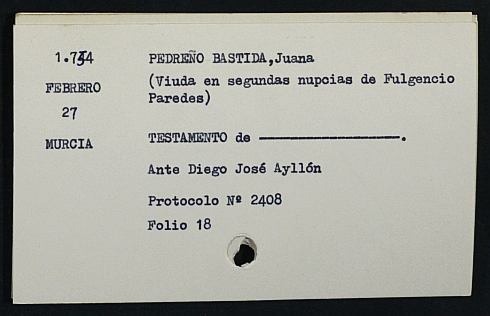 1.754
PEDREÑO BASTIDA,Juana
FEBRERO
(Viuda en segundas nupcias de Fulgencio
Paredes)
27
MURCIA
TESTAMENTO de ————————.
Ante Diego José Ayllón
Protocolo Nº 2408
Folio 18